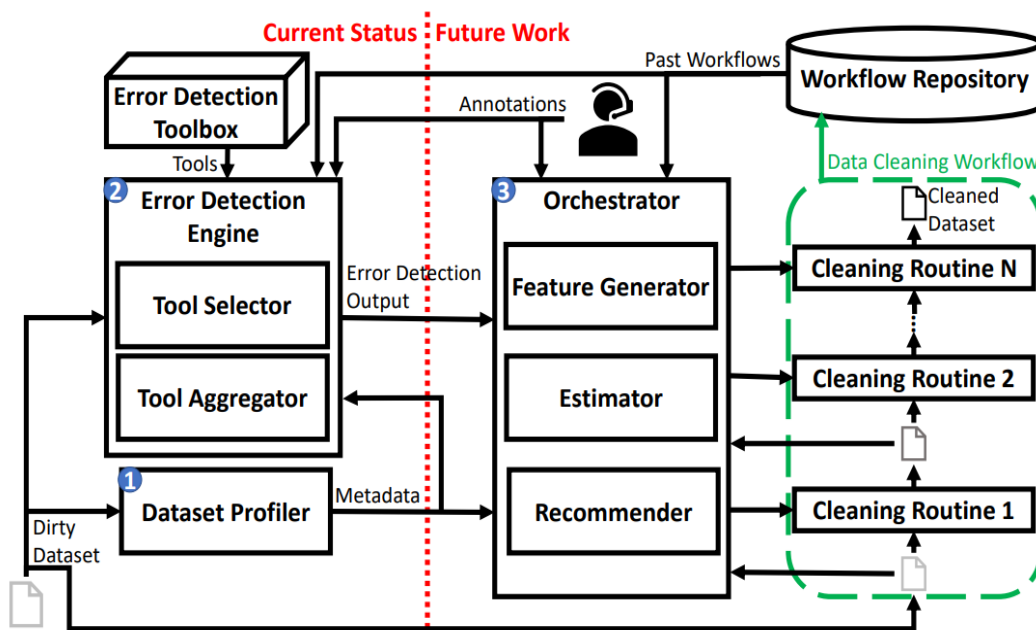 Current Status
Future Work
Past Workflows
Workflow Repository
Error Detection
Toolbox
Annotations
Tools
Data Cleaning Workflow
2
Error Detection
Engine
3
Orchestrator
Cleaned
Dataset
Tool Selector
Error Detection
Output
Feature Generator
Cleaning Routine N
Tool Aggregator
Estimator
Cleaning Routine 2
1
Dataset Profiler
Metadata
Recommender
Cleaning Routine 1
Dirty
Dataset